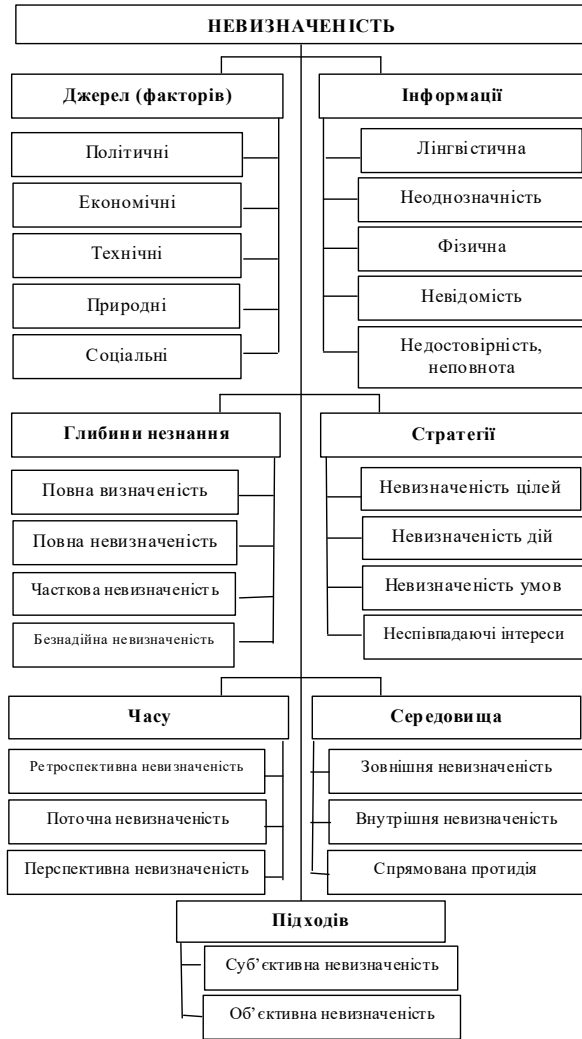 НЕВИЗНАЧЕНІСТЬ
Джерел (факторів)
Політичні
Економічні
Технічні
Природні
Соціальні
Інформації
Лінгвістична
Неоднозначність
Фізична
Невідомість
Недостовірність,
неповнота
Глибини незнання
Повна визначеність
Повна невизначеність
Часткова невизначеність
Безнадійна невизначеність
Стратегії
Невизначеність цілей
Невизначеність дій
Невизначеність умов
Неспівпадаючі інтереси
Часу
Ретроспективна невизначеність
Поточна невизначеність
Перспективна невизначеність
Середовища
Зовнішня невизначеність
Внутрішня невизначеність
Спрямована протидія
Підходів
Суб’єктивна невизначеність
Об’єктивна невизначеність